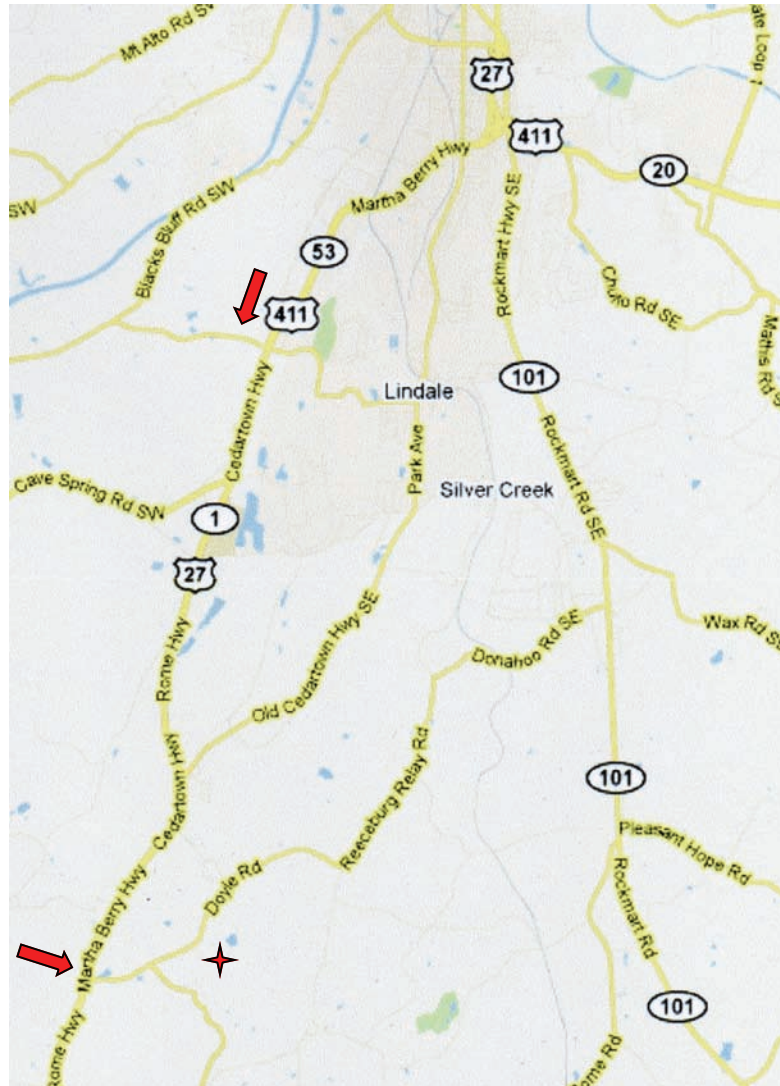 Mt Alto Rd SW
ate Loop 1
27
411
Martha Berry Hwy
20
SW
Blacks Bluff Rd SW
53
Rockmart Hwy SE
Chulio Rd SE
411
Mathis Rd S
101
Lindale
Cedartown Hwy
Rockmart Rd SE
Park Ave
Cave Spring Rd SW
Silver Creek
1
27
Wax Rd SE
Donahoo Rd SE
Rome Hwy
Old Cedartown Hwy SE
Cedartown Hwy
Reeceburg Relay Rd
101
Pleasant Hope Rd
Martha Berry Hwy
Doyle Rd
Rockmart Rd
101
Rome Hwy
ome Rd